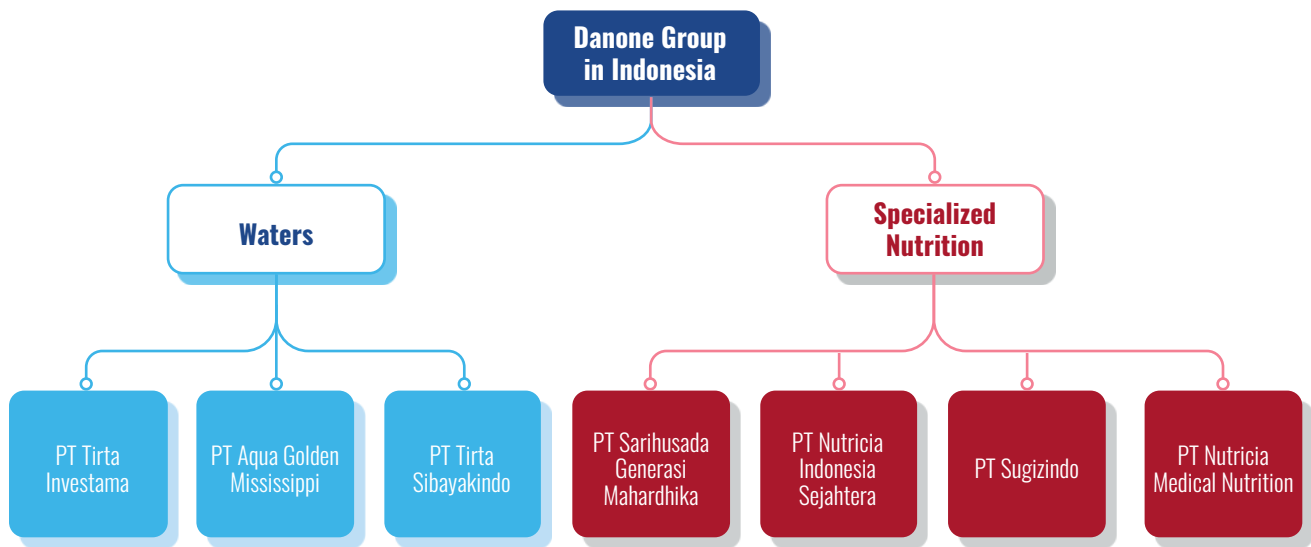 Danone Group
in Indonesia
Waters
Specialized
Nutrition
PT Tirta
Investama
PT Aqua Golden
Mississippi
PT Tirta
Sibayakindo
PT Sarihusada
Generasi
Mahardhika
PT Nutricia
Indonesia
Sejahtera
PT Sugizindo
PT Nutricia
Medical Nutrition